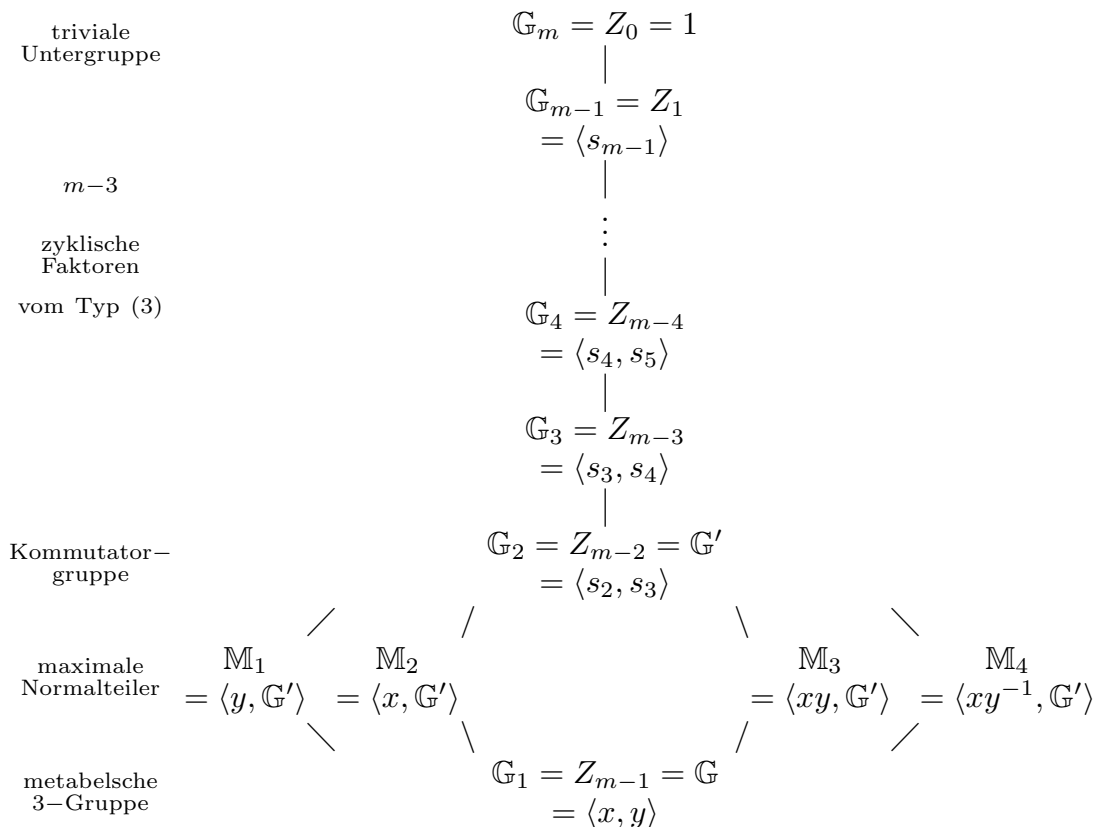 triviale
Untergruppe
𝔾_m = Z_0 = 1
𝔾_{m−1} = Z_1
= ⟨s_{m−1}⟩
m−3
zyklische
Faktoren
vom Typ (3)
⋮
𝔾_4 = Z_{m−4}
= ⟨s_4, s_5⟩
𝔾_3 = Z_{m−3}
= ⟨s_3, s_4⟩
Kommutator−
gruppe
𝔾_2 = Z_{m−2} = 𝔾′
= ⟨s_2, s_3⟩
maximale
Normalteiler
𝕄_1
= ⟨y, 𝔾′⟩
𝕄_2
= ⟨x, 𝔾′⟩
𝕄_3
= ⟨xy, 𝔾′⟩
𝕄_4
= ⟨xy^{−1}, 𝔾′⟩
metabelsche
3−Gruppe
𝔾_1 = Z_{m−1} = 𝔾
= ⟨x, y⟩